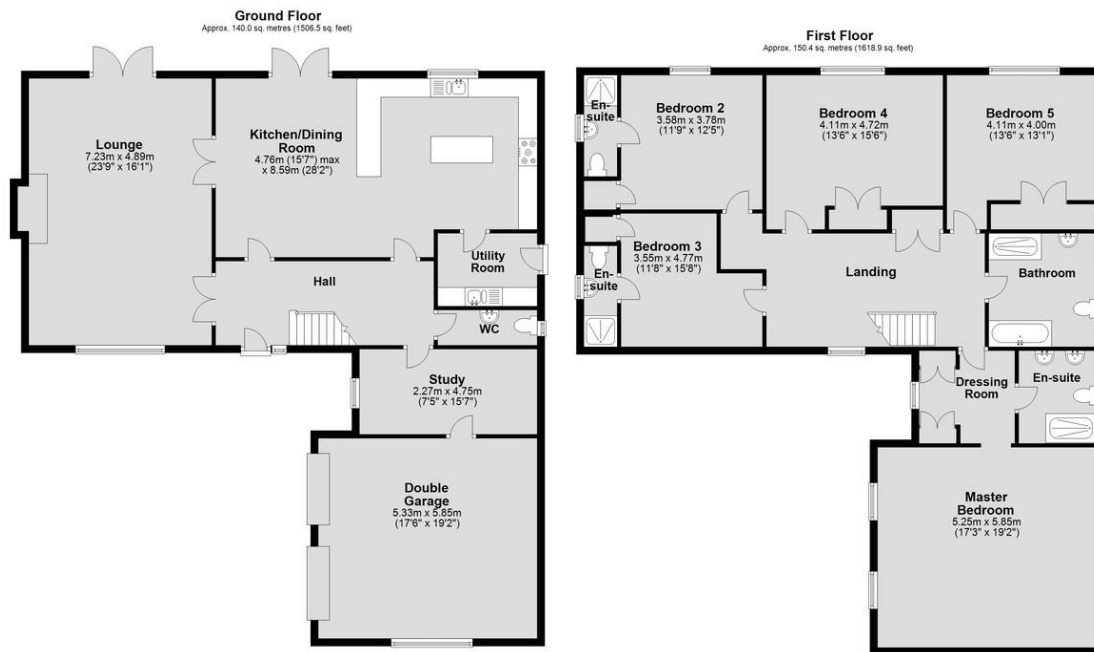 Ground Floor
Approx. 140.0 sq. metres (1506.5 sq. feet)
Lounge
7.23m x 4.89m
(23'9" x 16'1")
Kitchen/Dining
Room
4.76m (15'7") max
x 8.59m (28'2")
Utility
Room
Hall
WC
Study
2.27m x 4.75m
(7'5" x 15'7")
Double
Garage
5.33m x 5.85m
(17'6" x 19'2")
First Floor
Approx. 150.4 sq. metres (1618.9 sq. feet)
En-
suite
Bedroom 2
3.58m x 3.78m
(11'9" x 12'5")
Bedroom 4
4.11m x 4.72m
(13'6" x 15'6")
Bedroom 5
4.11m x 4.00m
(13'6" x 13'1")
Bedroom 3
3.55m x 4.77m
(11'8" x 15'8")
En-
suite
Landing
Bathroom
Dressing
Room
En-suite
Master
Bedroom
5.25m x 5.85m
(17'3" x 19'2")